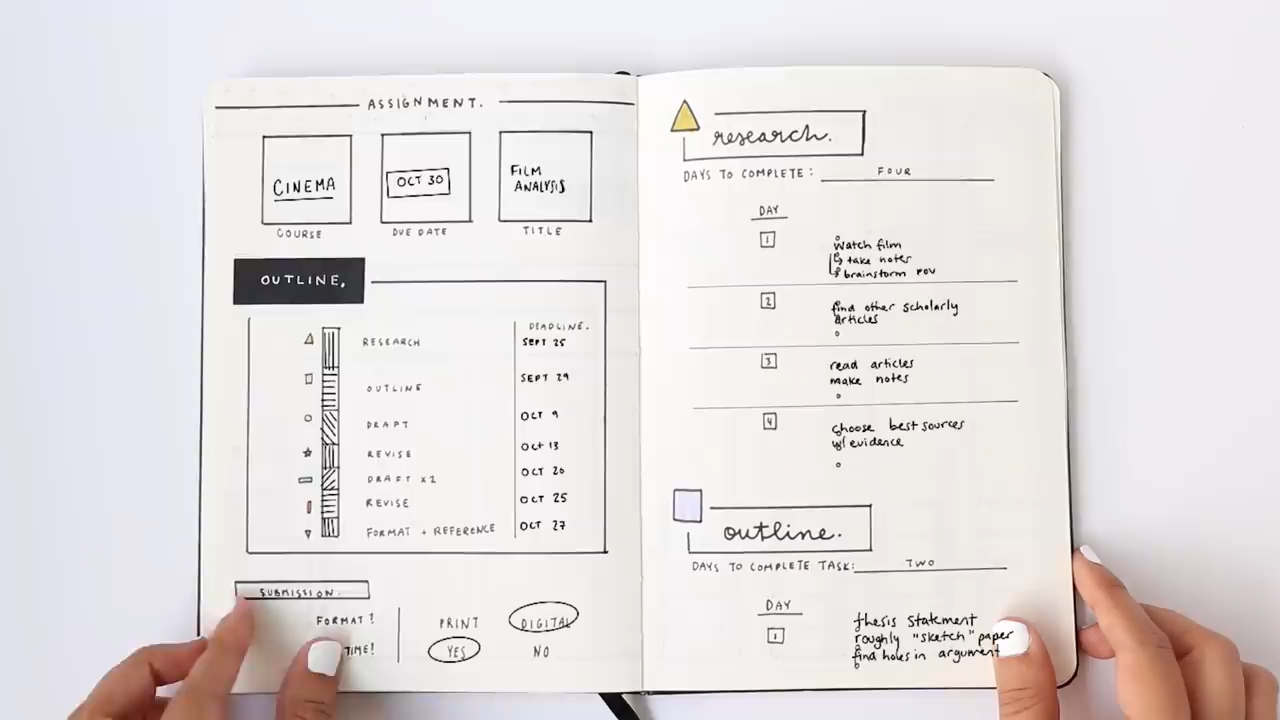 ASSIGNMENT.
CINEMA
COURSE
OCT 30
DUE DATE
FILM
ANALYSIS
TITLE
OUTLINE.
DEADLINE.
RESEARCH SEPT 25
OUTLINE SEPT 29
DRAFT OCT 9
REVISE OCT 13
DRAFT x2 OCT 20
REVISE OCT 25
FORMAT + REFERENCE OCT 27
SUBMISSION.
FORMAT? PRINT DIGITAL
TIME! YES NO
research.
DAYS TO COMPLETE: FOUR
DAY
1
watch film
take notes
brainstorm POV
2
find other scholarly
articles
3
read articles
make notes
4
choose best sources
w/ evidence
outline.
DAYS TO COMPLETE TASK: TWO
DAY
1
thesis statement
roughly "sketch" paper
find holes in argument